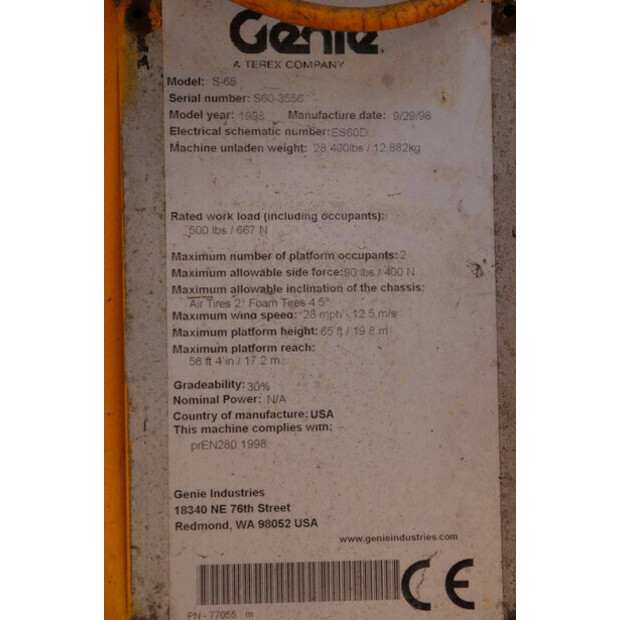 Genie
A TEREX COMPANY
Model: S-65
Serial number: S60-3556
Model year: 1998 Manufacture date: 9/29/98
Electrical schematic number: ES60D
Machine unladen weight: 28,400lbs / 12,882kg
Rated work load (including occupants):
500 lbs / 667 N
Maximum number of platform occupants: 2
Maximum allowable side force: 90 lbs / 400 N
Maximum allowable inclination of the chassis:
Air Tires 2° Foam Tires 4.5°
Maximum wind speed: 28 mph - 12.5 m/s
Maximum platform height: 65 ft / 19.8 m
Maximum platform reach:
56 ft 4 in / 17.2 m
Gradeability: 30%
Nominal Power: N/A
Country of manufacture: USA
This machine complies with:
prEN280 1998
Genie Industries
18340 NE 76th Street
Redmond, WA 98052 USA
www.genieindustries.com
CE
PN - 77055 m